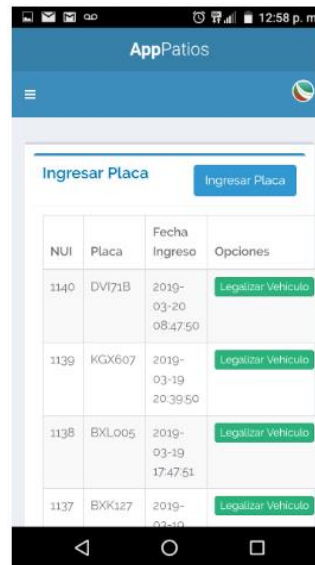 12:58 p. m
AppPatios
Ingresar Placa
Ingresar Placa
NUI Placa Fecha Ingreso Opciones
1140 DVI71B 2019-03-20 08:47:50 Legalizar Vehiculo
1139 KGX607 2019-03-19 20:39:50 Legalizar Vehiculo
1138 BXL005 2019-03-19 17:47:51 Legalizar Vehiculo
1137 BXK127 2019-03-19 Legalizar Vehiculo